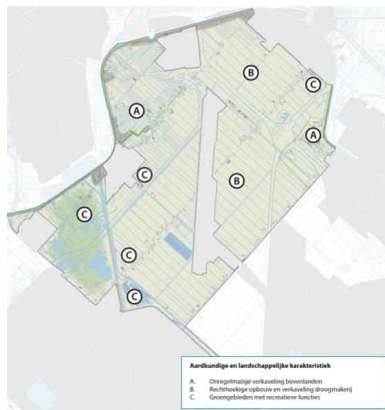 B
C
A
A
C
B
C
C
C
Aardkundige en landschappelijke karakteristiek
A. Onregelmatige verkaveling bovenlanden
B. Rechthoekige opbouw en verkaveling droogmakerij
C. Groengebieden met recreatieve functies